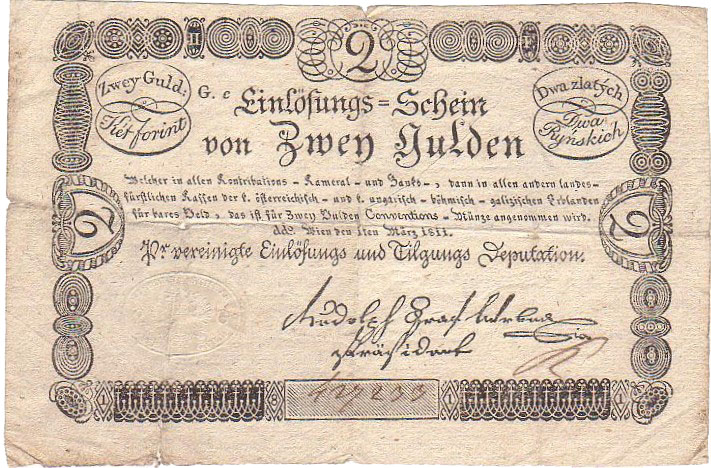 2
Zwey Guld:
Két forint
G. c
Einlösungs=Schein
Dwa zlatých
Dwa Ryńskich
von Zwey Gulden
Welcher in allen Kontributions - Kameral - und Banko-, dann in allen andern landes-
fürstlichen Kassen der k. österreichisch - und k. ungarisch - böhmisch - galizischen Erblanden
für bares Geld, das ist für Zwey Gulden Conventions - Münze angenommen wird.
ddo. Wien den 1ten März 1811.
2
2
Pr vereinigte Einlösungs und Tilgungs Deputation.
Rudolph Graf
Präsident